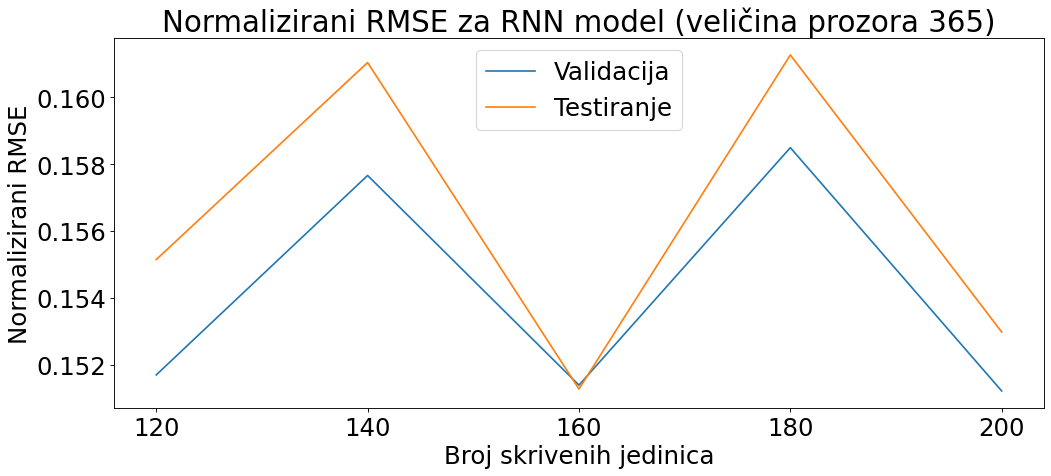 Normalizirani RMSE za RNN model (veličina prozora 365)
Validacija
Testiranje
Normalizirani RMSE
0.160
0.158
0.156
0.154
0.152
120 140 160 180 200
Broj skrivenih jedinica